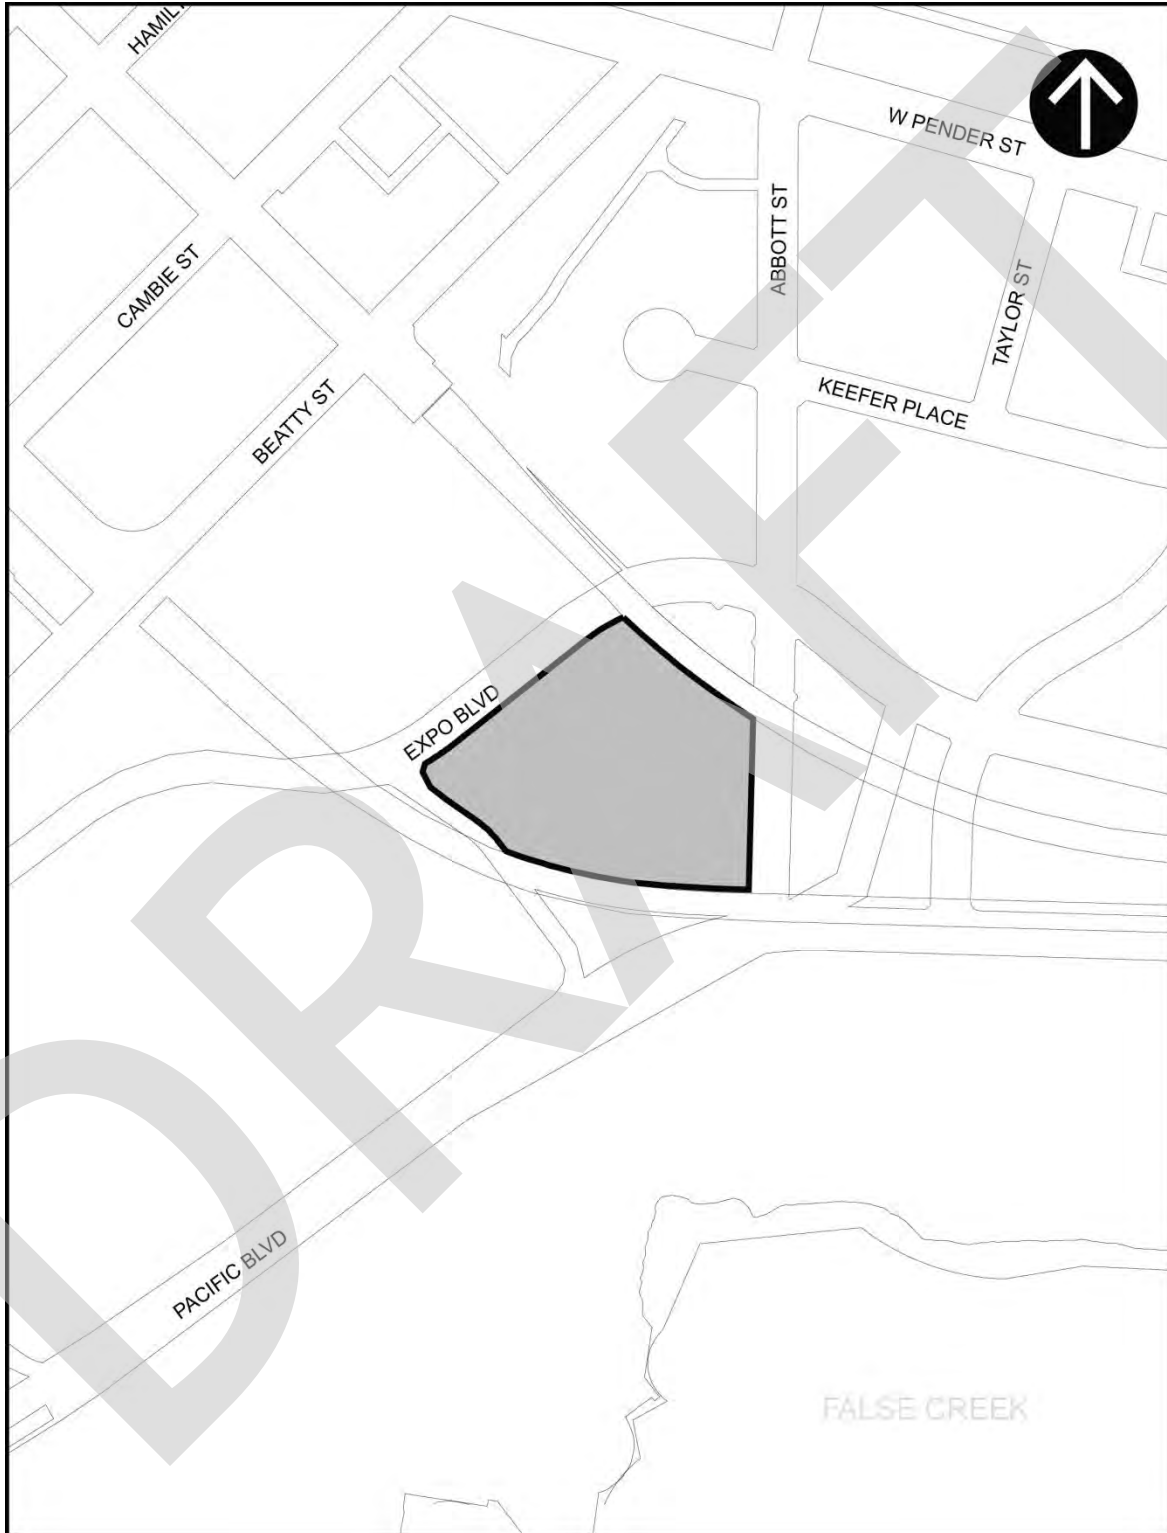 HAMIL
W PENDER ST
ABBOTT ST
CAMBIE ST
TAYLOR ST
BEATTY ST
KEEFER PLACE
EXPO BLVD
DRAFT
PACIFIC BLVD
FALSE CREEK